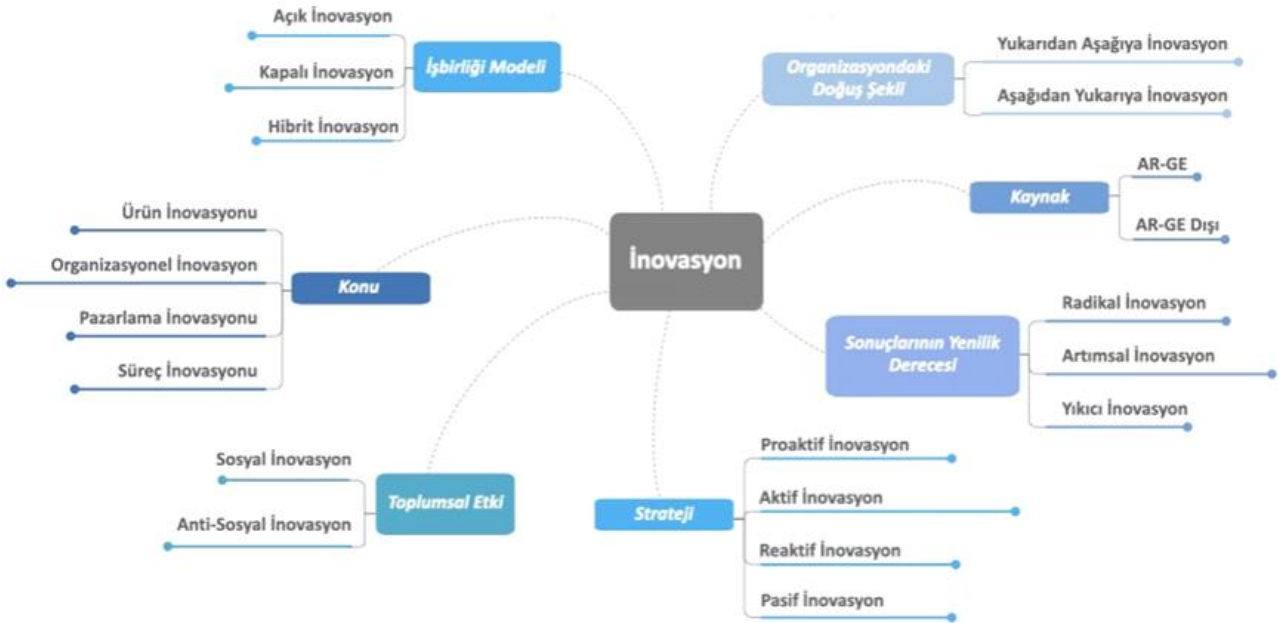 İnovasyon
İşbirliği Modeli
Açık İnovasyon
Kapalı İnovasyon
Hibrit İnovasyon
Konu
Ürün İnovasyonu
Organizasyonel İnovasyon
Pazarlama İnovasyonu
Süreç İnovasyonu
Toplumsal Etki
Sosyal İnovasyon
Anti-Sosyal İnovasyon
Organizasyondaki
Doğuş Şekli
Yukarıdan Aşağıya İnovasyon
Aşağıdan Yukarıya İnovasyon
Kaynak
AR-GE
AR-GE Dışı
Sonuçlarının Yenilik
Derecesi
Radikal İnovasyon
Artımsal İnovasyon
Yıkıcı İnovasyon
Strateji
Proaktif İnovasyon
Aktif İnovasyon
Reaktif İnovasyon
Pasif İnovasyon